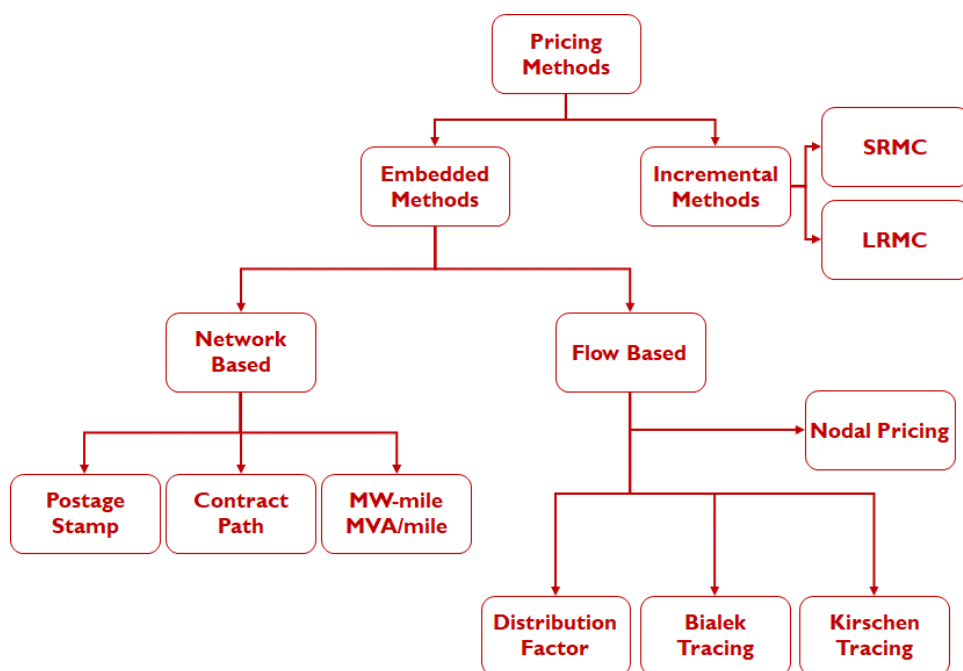 Pricing
Methods
Embedded
Methods
Incremental
Methods
SRMC
LRMC
Network
Based
Flow Based
Nodal Pricing
Postage
Stamp
Contract
Path
MW-mile
MVA/mile
Distribution
Factor
Bialek
Tracing
Kirschen
Tracing